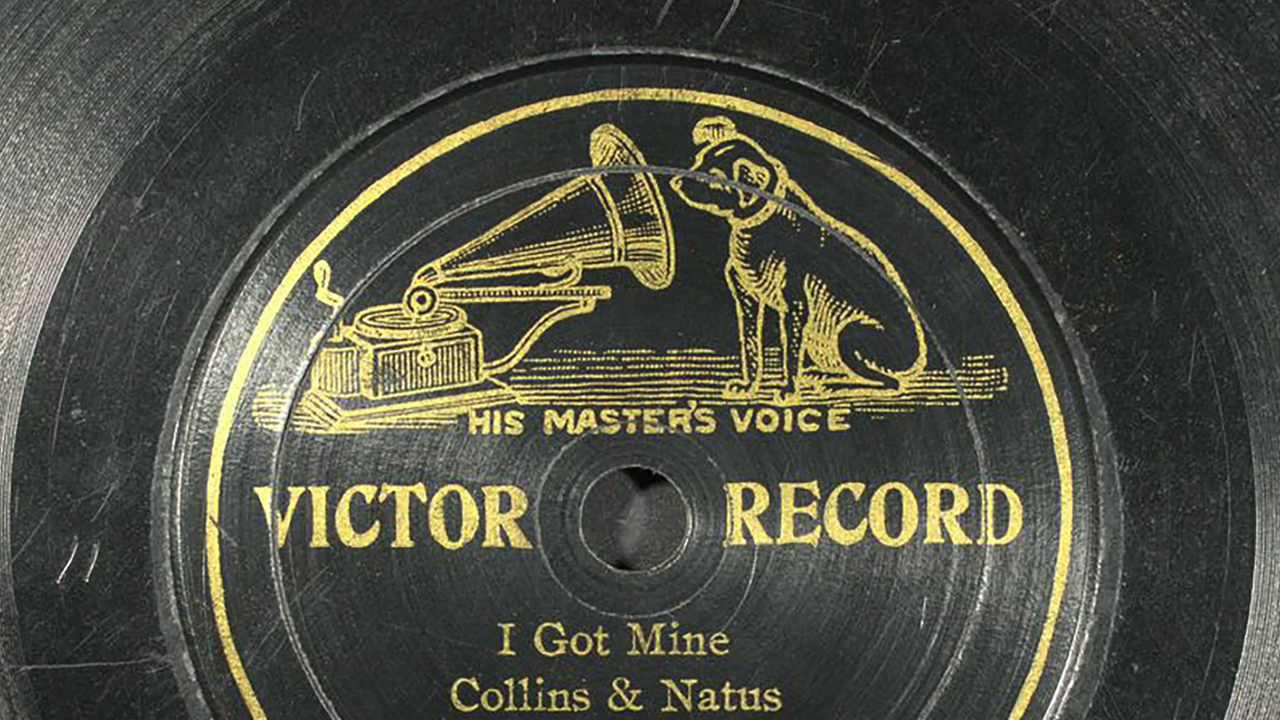 HIS MASTER'S VOICE
VICTOR RECORD
I Got Mine
Collins & Natus